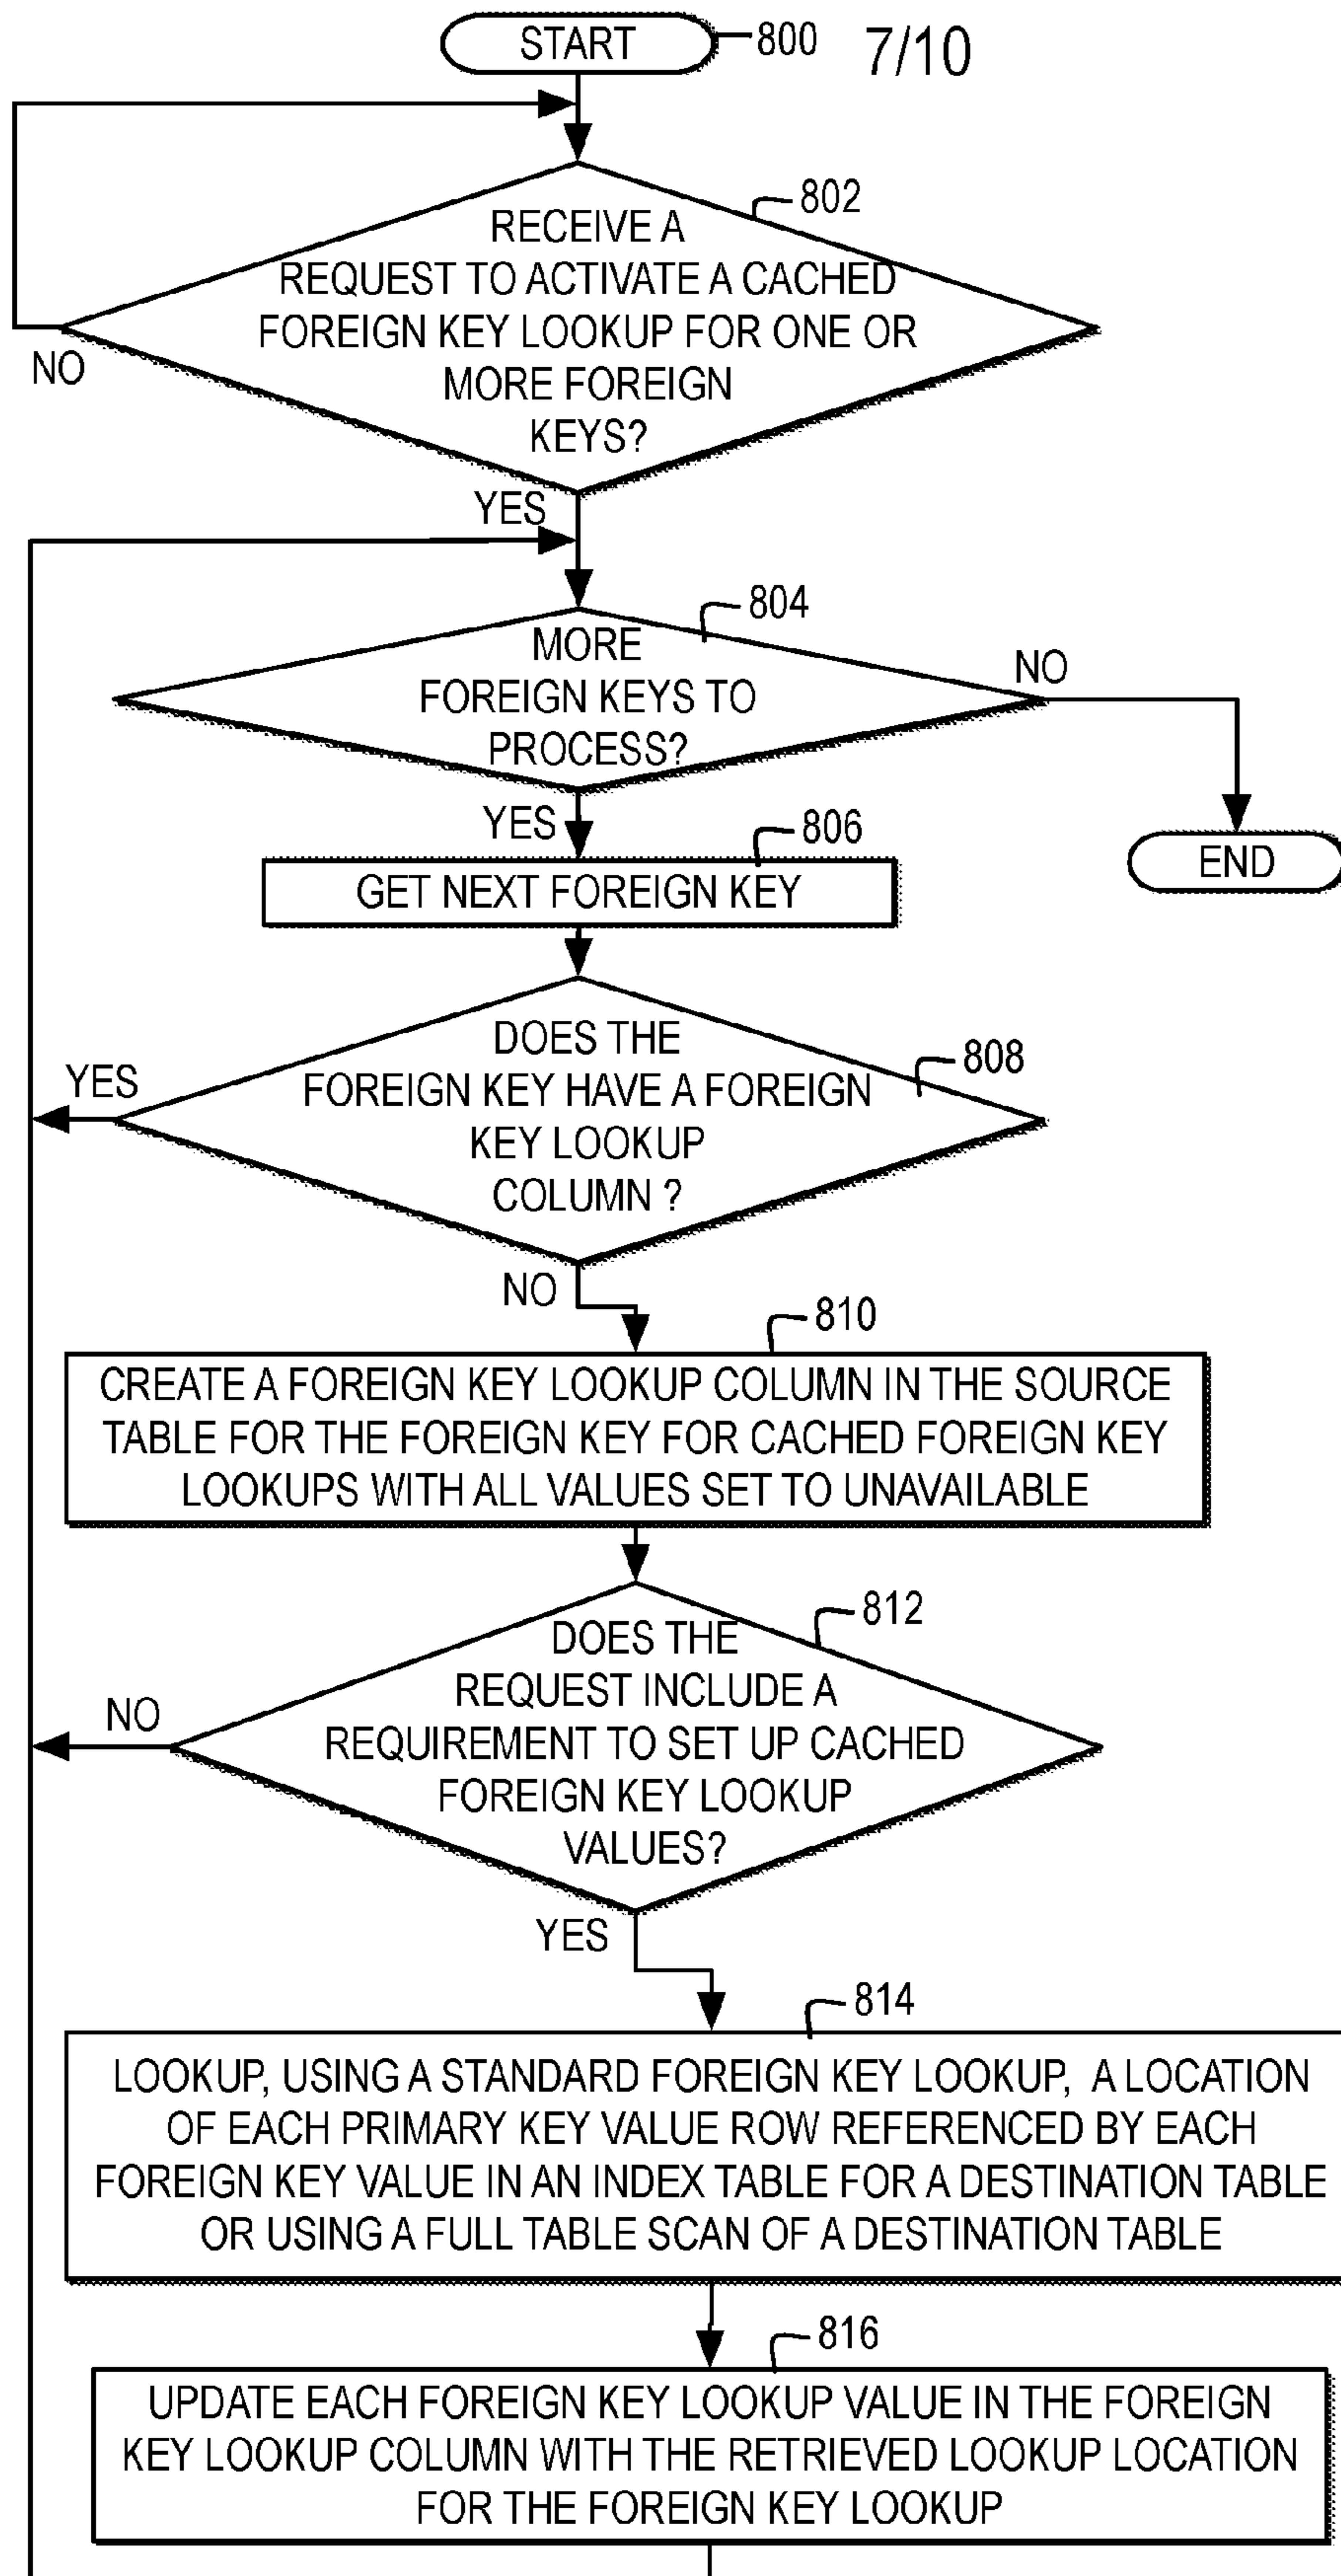 START
800
7/10
802
RECEIVE A
REQUEST TO ACTIVATE A CACHED
FOREIGN KEY LOOKUP FOR ONE OR
MORE FOREIGN
KEYS?
NO
YES
804
MORE
FOREIGN KEYS TO
PROCESS?
NO
YES
806
GET NEXT FOREIGN KEY
END
DOES THE
FOREIGN KEY HAVE A FOREIGN
KEY LOOKUP
COLUMN ?
808
YES
NO
810
CREATE A FOREIGN KEY LOOKUP COLUMN IN THE SOURCE
TABLE FOR THE FOREIGN KEY FOR CACHED FOREIGN KEY
LOOKUPS WITH ALL VALUES SET TO UNAVAILABLE
812
DOES THE
REQUEST INCLUDE A
REQUIREMENT TO SET UP CACHED
FOREIGN KEY LOOKUP
VALUES?
NO
YES
814
LOOKUP, USING A STANDARD FOREIGN KEY LOOKUP, A LOCATION
OF EACH PRIMARY KEY VALUE ROW REFERENCED BY EACH
FOREIGN KEY VALUE IN AN INDEX TABLE FOR A DESTINATION TABLE
OR USING A FULL TABLE SCAN OF A DESTINATION TABLE
816
UPDATE EACH FOREIGN KEY LOOKUP VALUE IN THE FOREIGN
KEY LOOKUP COLUMN WITH THE RETRIEVED LOOKUP LOCATION
FOR THE FOREIGN KEY LOOKUP